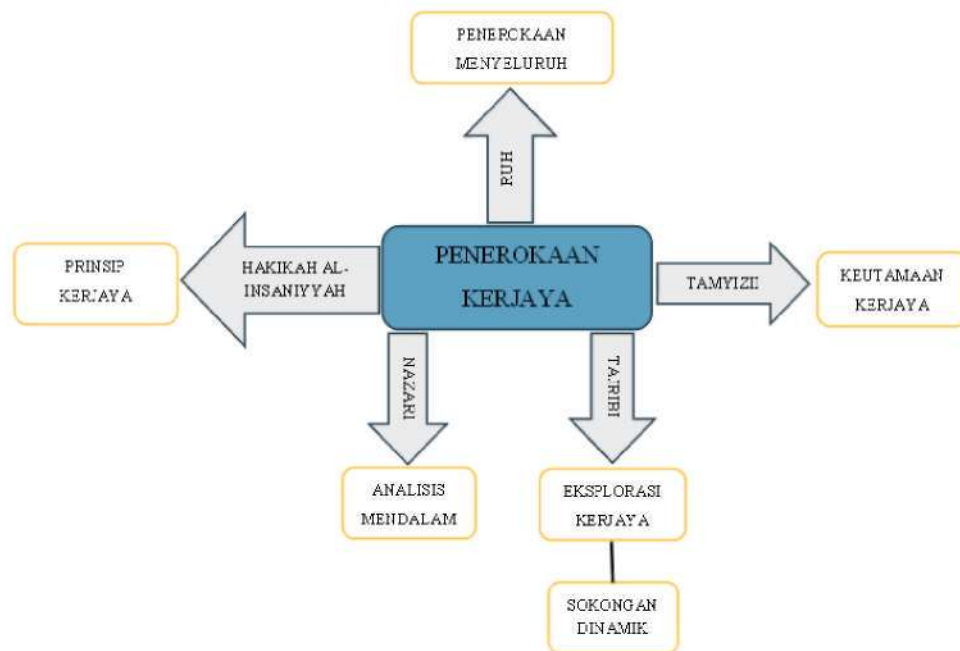 PENEROKAAN
MENYELURUH
RUH
PRINSIP
KERJAYA
HAKIKAH AL-
INSANIYYAH
PENEROKAAN
KERJAYA
TAMYIZII
KEUTAMAAN
KERJAYA
NAZARI
TAJRIBI
ANALISIS
MENDALAM
EKSPLORASI
KERJAYA
SOKONGAN
DINAMIK